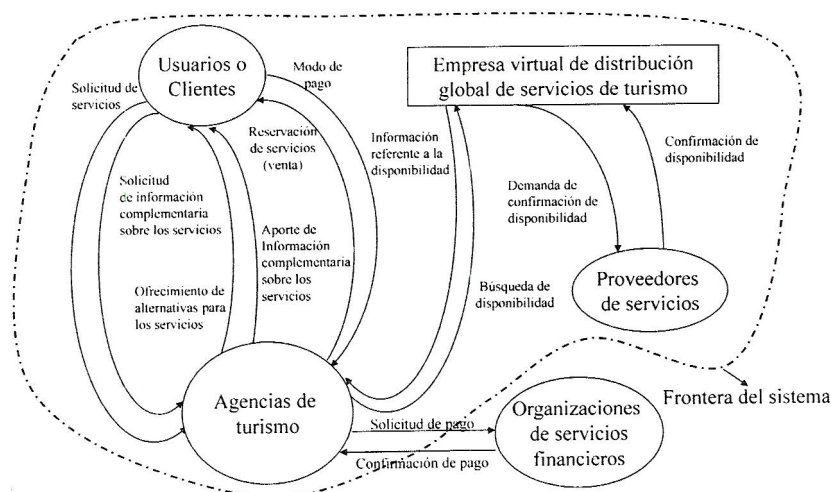 Usuarios o
Clientes
Solicitud de
servicios
Modo de
pago
Empresa virtual de distribución
global de servicios de turismo
Reservación
de servicios
(venta)
Información
referente a la
disponibilidad
Confirmación de
disponibilidad
Solicitud
de información
complementaria
sobre los servicios
Demanda de
confirmación de
disponibilidad
Aporte de
Información
complementaria
sobre los
servicios
Ofrecimiento de
alternativas para
los servicios
Búsqueda de
disponibilidad
Proveedores
de servicios
Agencias de
turismo
Solicitud de pago
Confirmación de pago
Organizaciones
de servicios
financieros
Frontera del sistema